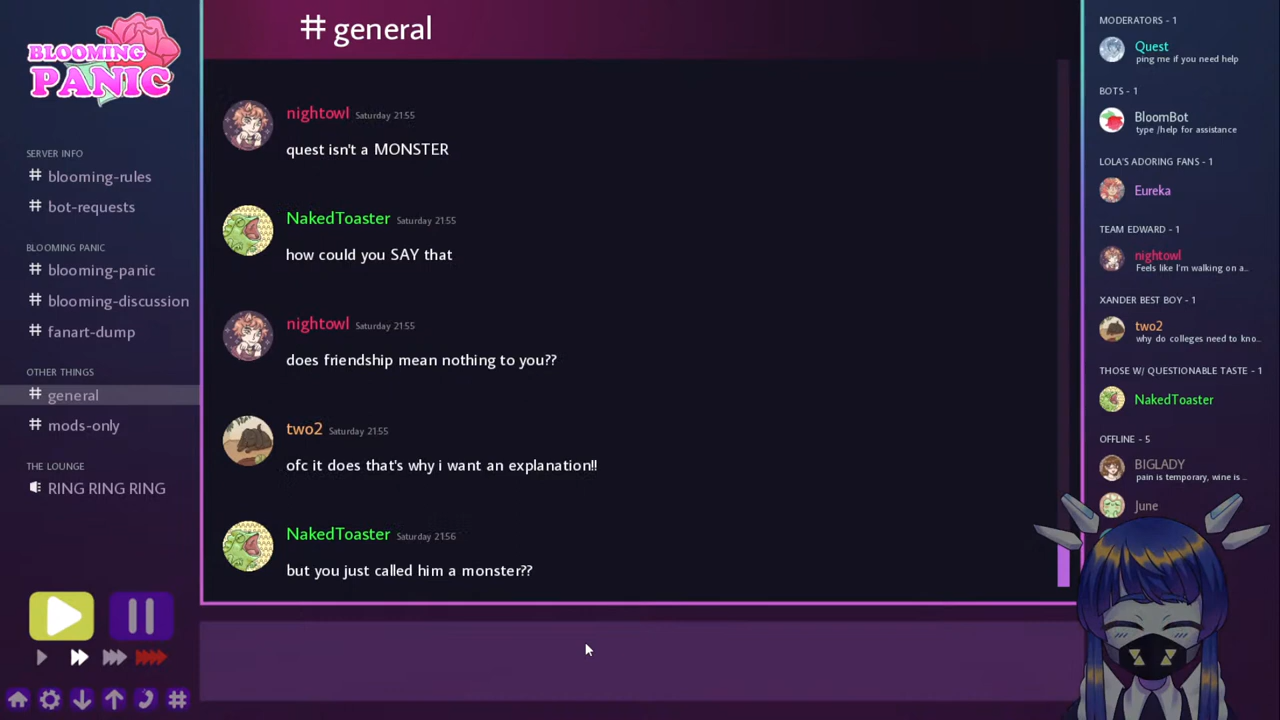 BLOOMING
PANIC
SERVER INFO
# blooming-rules
# bot-requests
BLOOMING PANIC
# blooming-panic
# blooming-discussion
# fanart-dump
OTHER THINGS
# general
# mods-only
THE LOUNGE
RING RING RING
# general
nightowl Saturday 21:55
quest isn't a MONSTER
NakedToaster Saturday 21:55
how could you SAY that
nightowl Saturday 21:55
does friendship mean nothing to you??
two2 Saturday 21:55
ofc it does that's why i want an explanation!!
NakedToaster Saturday 21:56
but you just called him a monster??
MODERATORS - 1
Quest
ping me if you need help
BOTS - 1
BloomBot
type /help for assistance
LOLA'S ADORING FANS - 1
Eureka
TEAM EDWARD - 1
nightowl
Feels like I'm walking on a...
XANDER BEST BOY - 1
two2
why do colleges need to kno...
THOSE W/ QUESTIONABLE TASTE - 1
NakedToaster
OFFLINE - 5
BIGLADY
pain is temporary, wine is ...
June